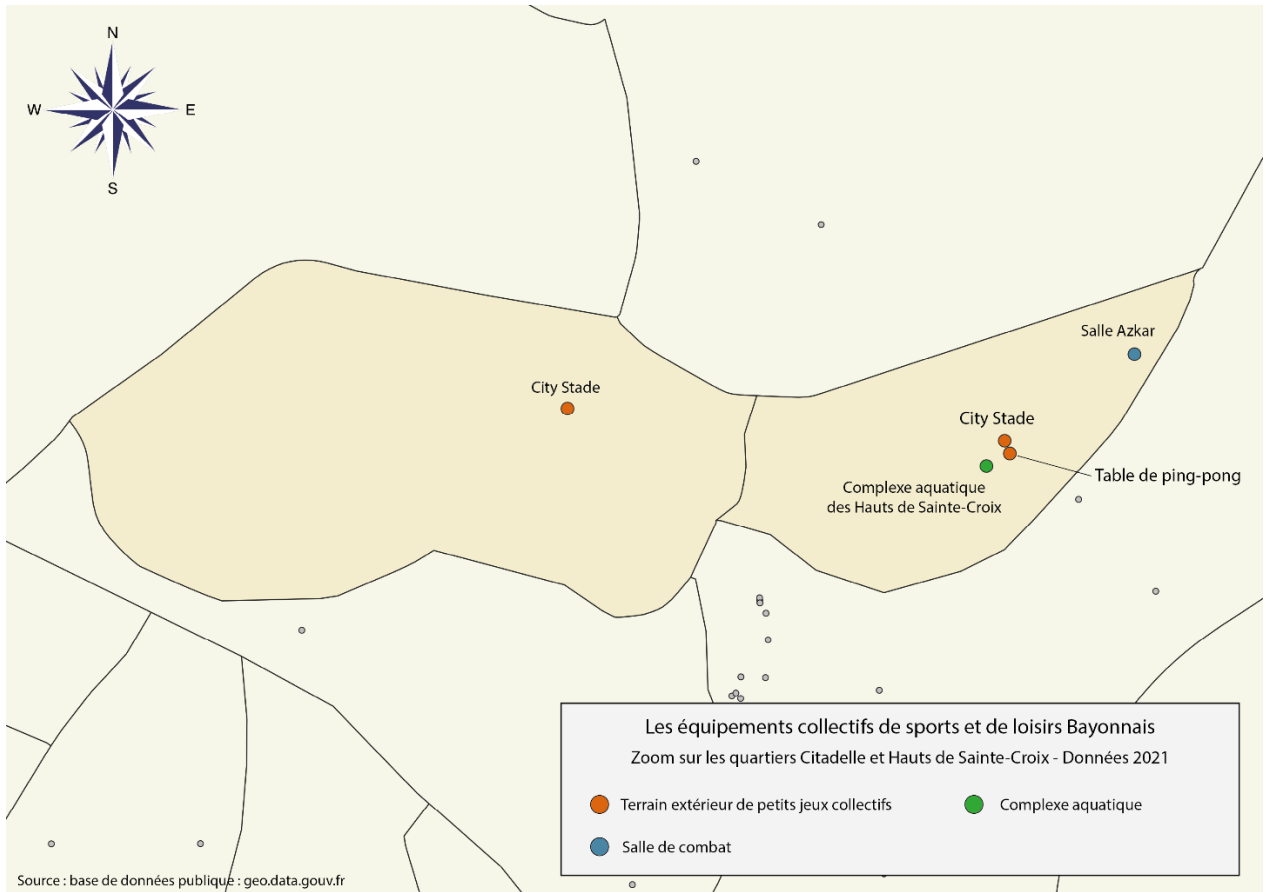 N
W
E
S
Salle Azkar
City Stade
City Stade
Table de ping-pong
Complexe aquatique
des Hauts de Sainte-Croix
Les équipements collectifs de sports et de loisirs Bayonnais
Zoom sur les quartiers Citadelle et Hauts de Sainte-Croix - Données 2021
Terrain extérieur de petits jeux collectifs
Complexe aquatique
Salle de combat
Source : base de données publique : geo.data.gouv.fr